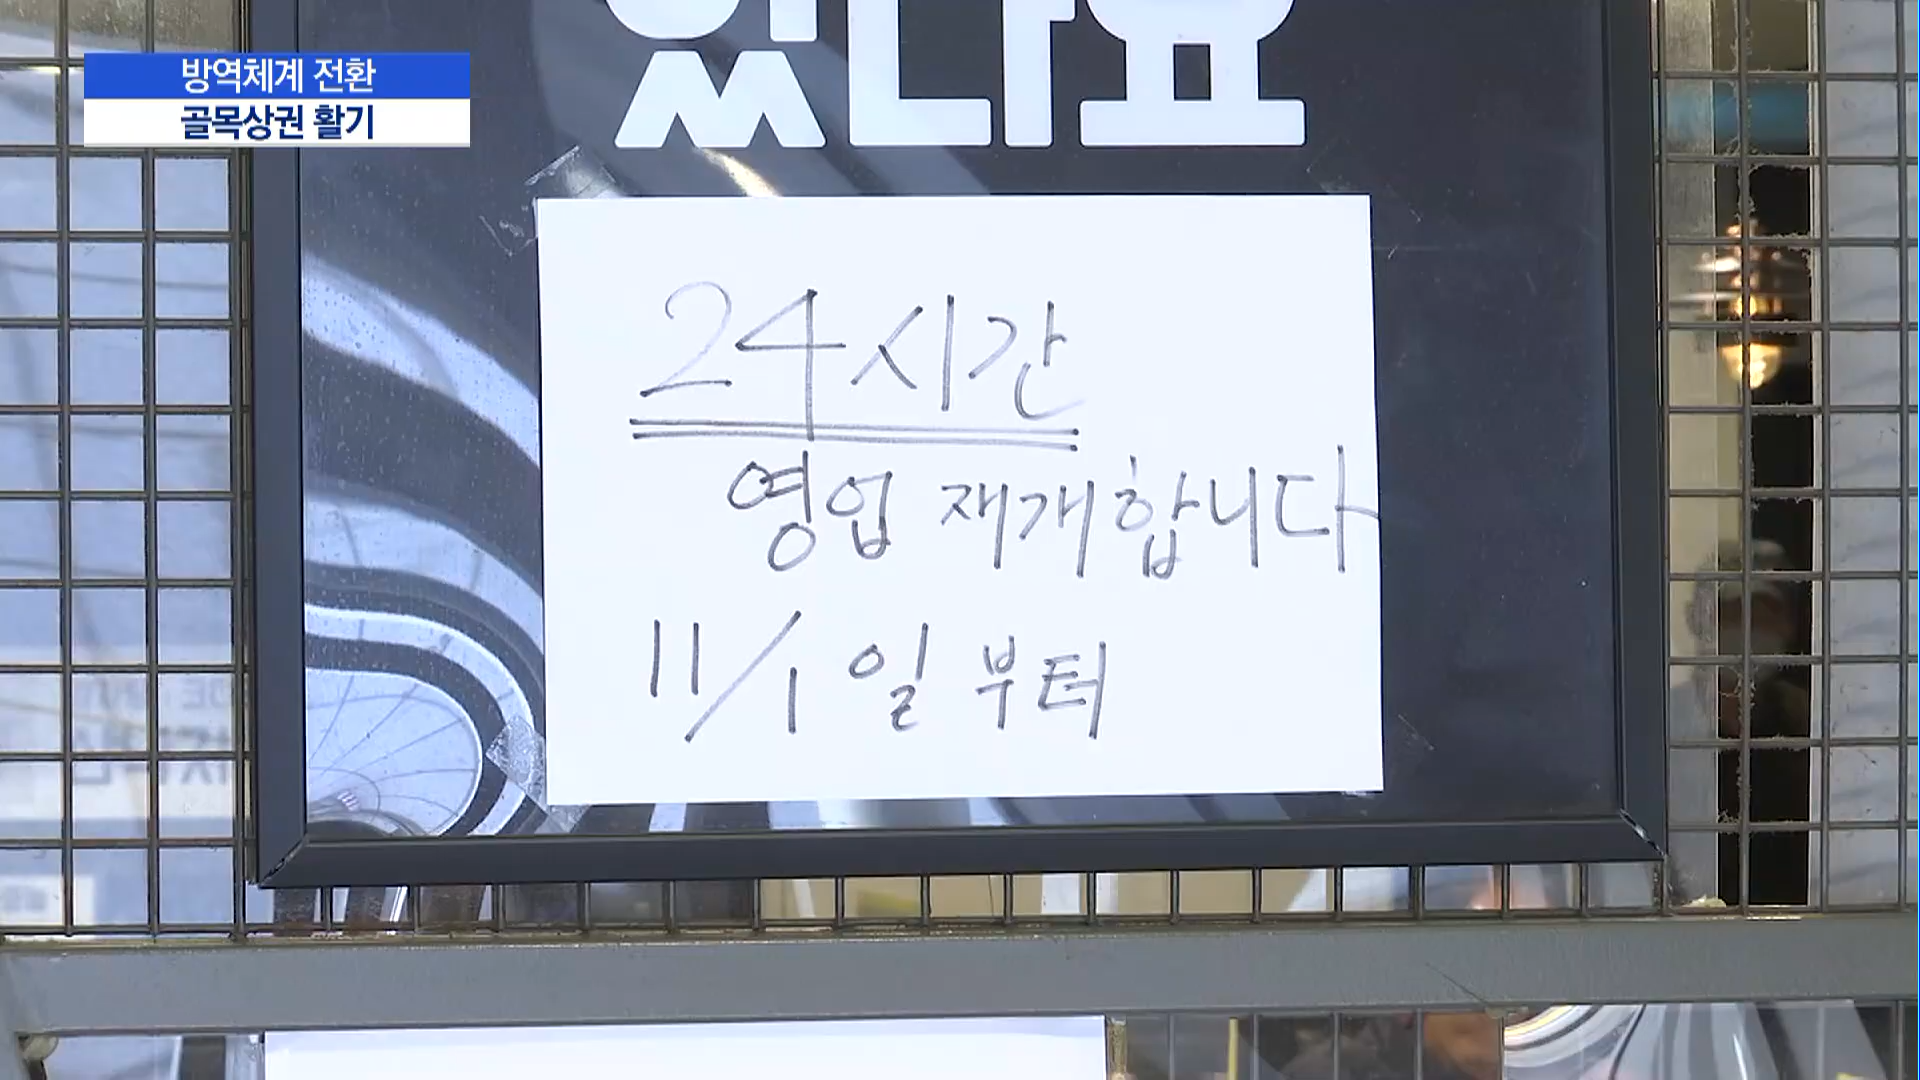 방역체계 전환
골목상권 활기
있나요
24시간
영업 재개합니다
11/1일 부터